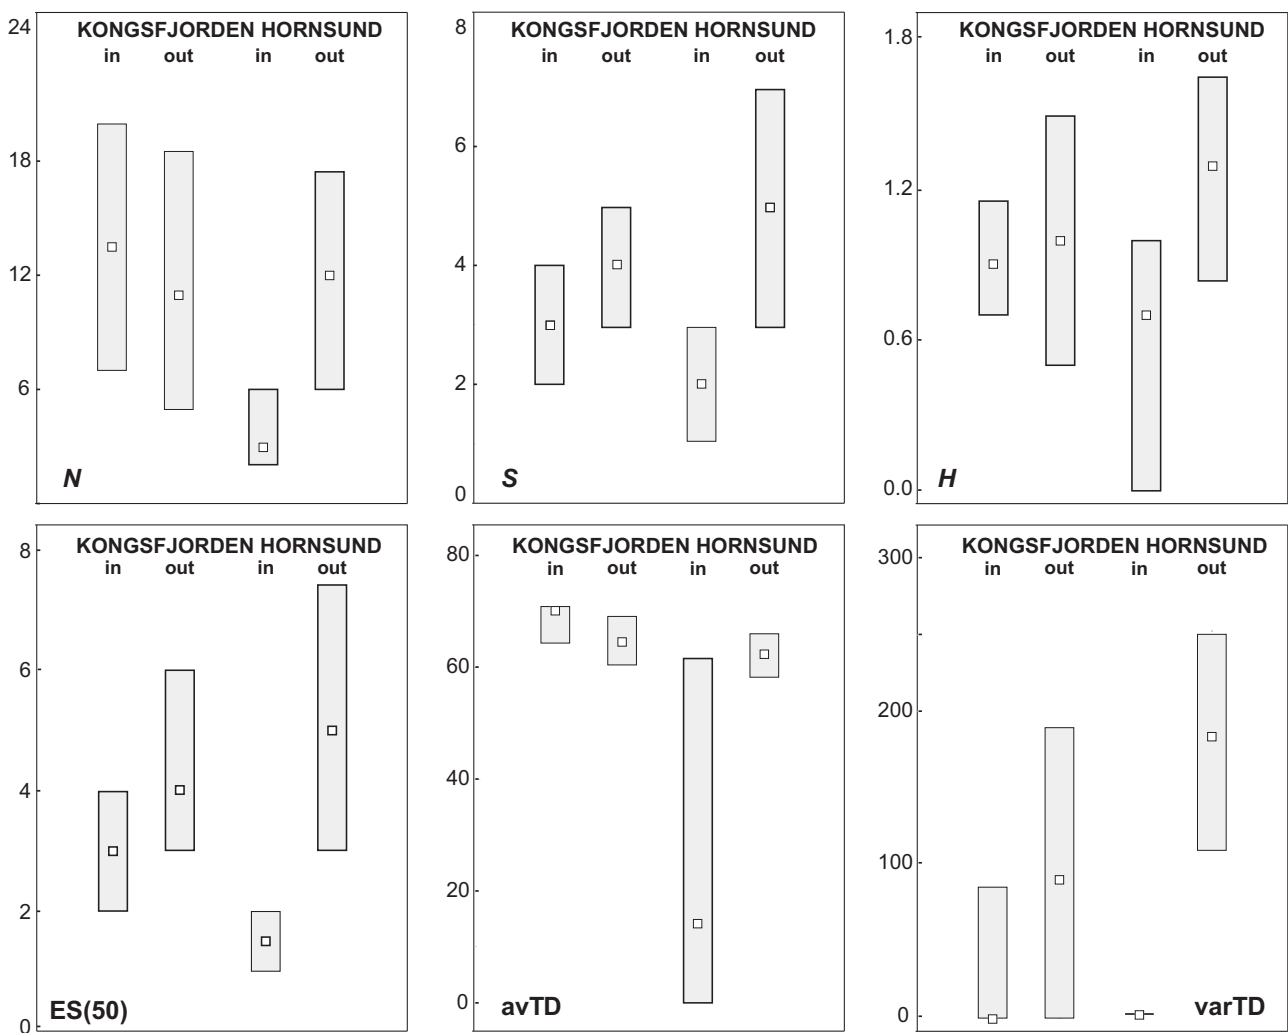 KONGSFJORDEN HORNSUND
in out in out
24
18
12
6
N
KONGSFJORDEN HORNSUND
in out in out
8
6
4
2
0
S
KONGSFJORDEN HORNSUND
in out in out
1.8
1.2
0.6
0.0
H
KONGSFJORDEN HORNSUND
in out in out
8
6
4
2
0
ES(50)
KONGSFJORDEN HORNSUND
in out in out
80
60
40
20
0
avTD
KONGSFJORDEN HORNSUND
in out in out
300
200
100
0
varTD